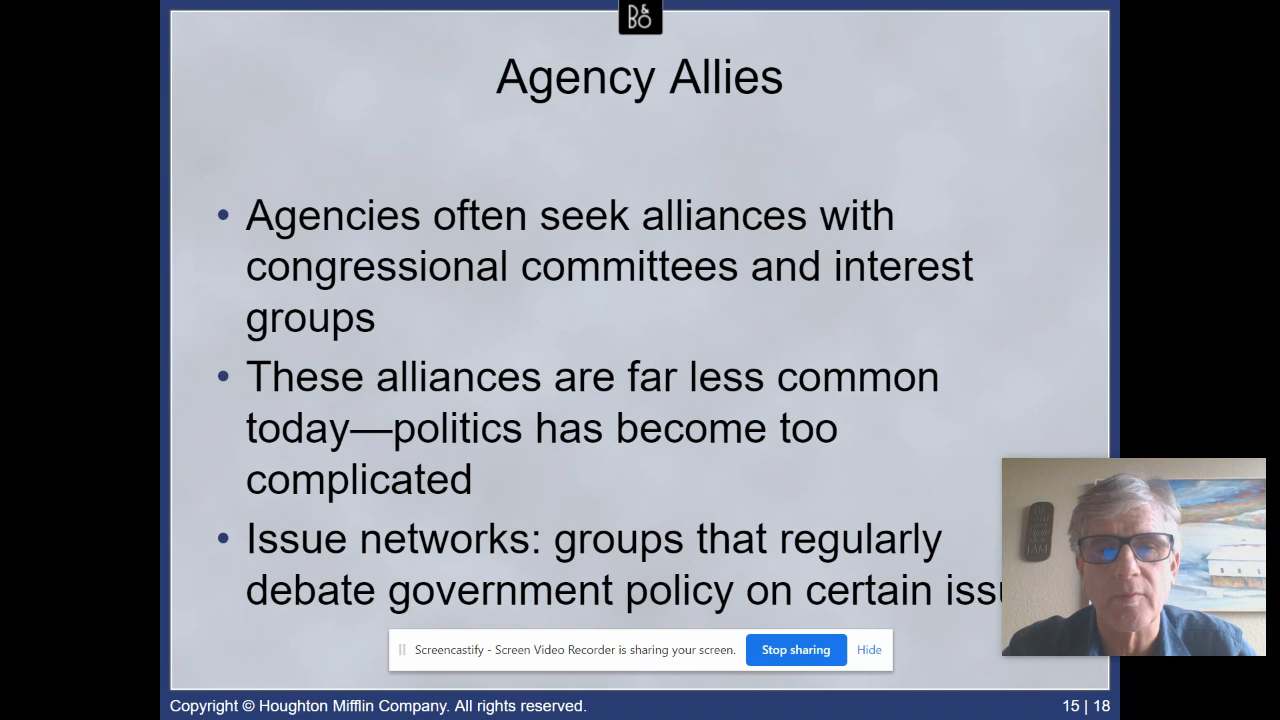 B&
BO
Agency Allies
• Agencies often seek alliances with
congressional committees and interest
groups
• These alliances are far less common
today—politics has become too
complicated
• Issue networks: groups that regularly
debate government policy on certain issu
Screencastify - Screen Video Recorder is sharing your screen. Stop sharing Hide
Copyright © Houghton Mifflin Company. All rights reserved. 15 | 18